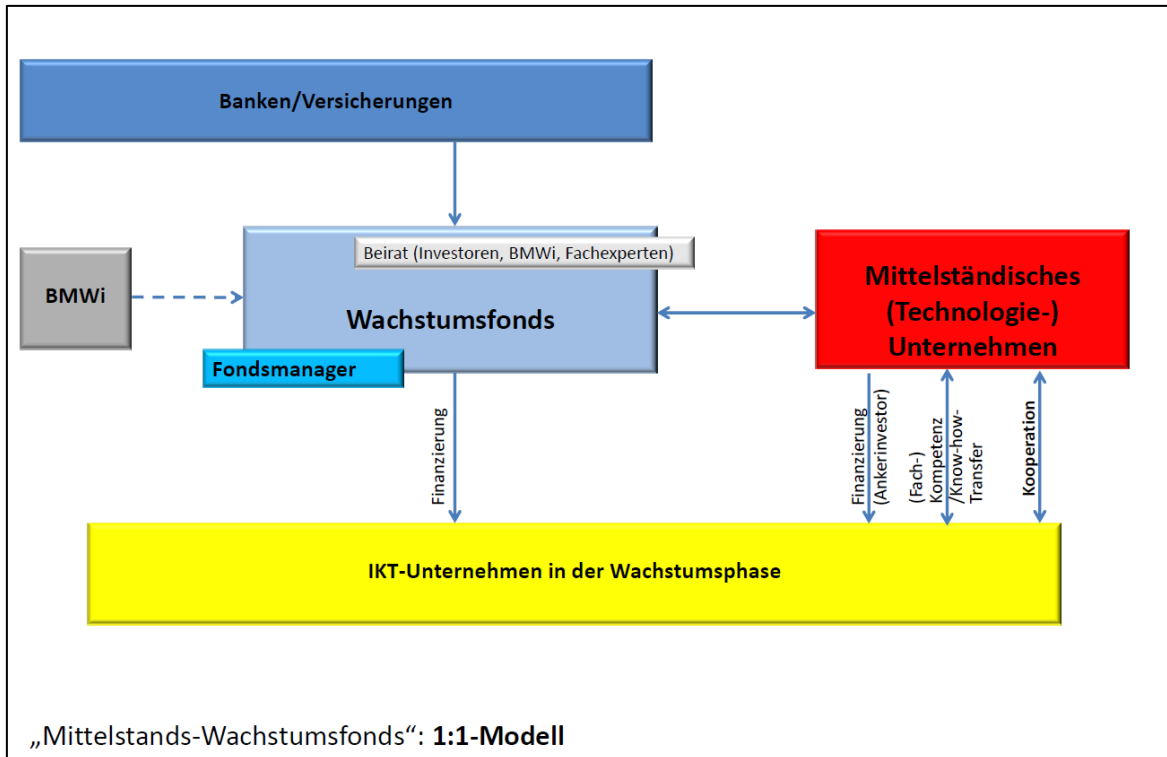 Banken/Versicherungen
Beirat (Investoren, BMWi, Fachexperten)
BMWi
Wachstumsfonds
Fondsmanager
Mittelständisches
(Technologie-)
Unternehmen
Finanzierung
Finanzierung
(Ankerinvestor)
(Fach-)
Kompetenz
/Know-how-
Transfer
Kooperation
IKT-Unternehmen in der Wachstumsphase
„Mittelstands-Wachstumsfonds“: 1:1-Modell